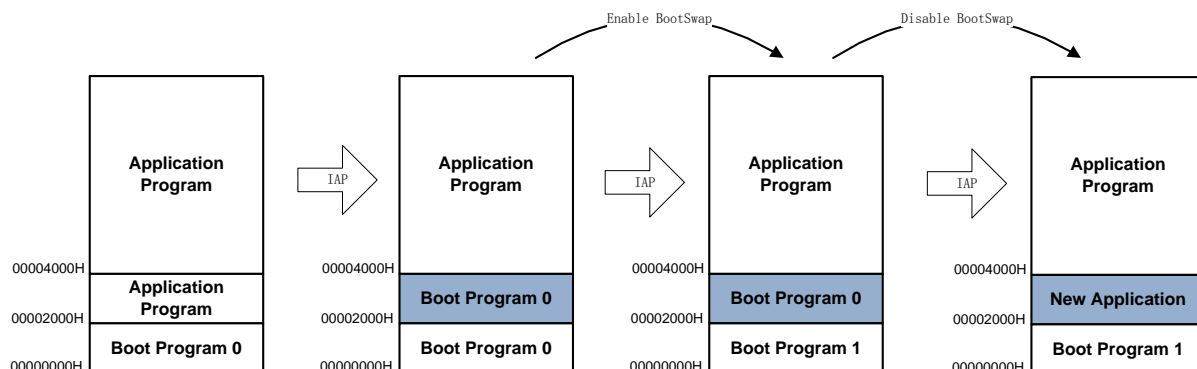 Enable BootSwap
Disable BootSwap
Application
Program
IAP
Application
Program
IAP
Application
Program
IAP
Application
Program
00004000H
00004000H
00004000H
00004000H
Application
Program
Boot Program 0
Boot Program 0
New Application
00002000H
00002000H
00002000H
00002000H
Boot Program 0
Boot Program 0
Boot Program 1
Boot Program 1
00000000H
00000000H
00000000H
00000000H